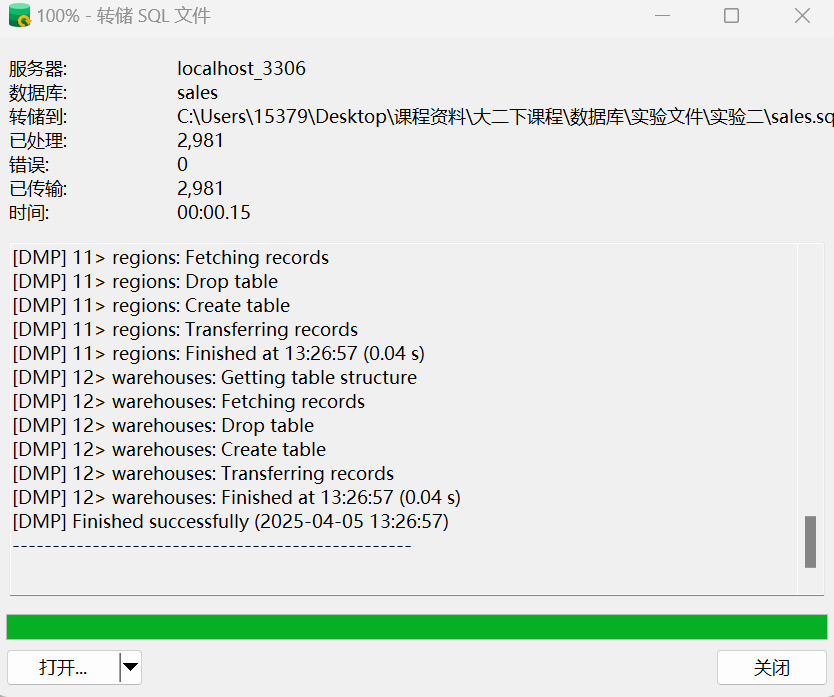 100% - 转储 SQL 文件
服务器: localhost_3306
数据库: sales
转储到: C:\Users\15379\Desktop\课程资料\大二下课程\数据库\实验文件\实验二\sales.sq
已处理: 2,981
错误: 0
已传输: 2,981
时间: 00:00.15
[DMP] 11> regions: Fetching records
[DMP] 11> regions: Drop table
[DMP] 11> regions: Create table
[DMP] 11> regions: Transferring records
[DMP] 11> regions: Finished at 13:26:57 (0.04 s)
[DMP] 12> warehouses: Getting table structure
[DMP] 12> warehouses: Fetching records
[DMP] 12> warehouses: Drop table
[DMP] 12> warehouses: Create table
[DMP] 12> warehouses: Transferring records
[DMP] 12> warehouses: Finished at 13:26:57 (0.04 s)
[DMP] Finished successfully (2025-04-05 13:26:57)
--------------------------------------------------
打开... 关闭